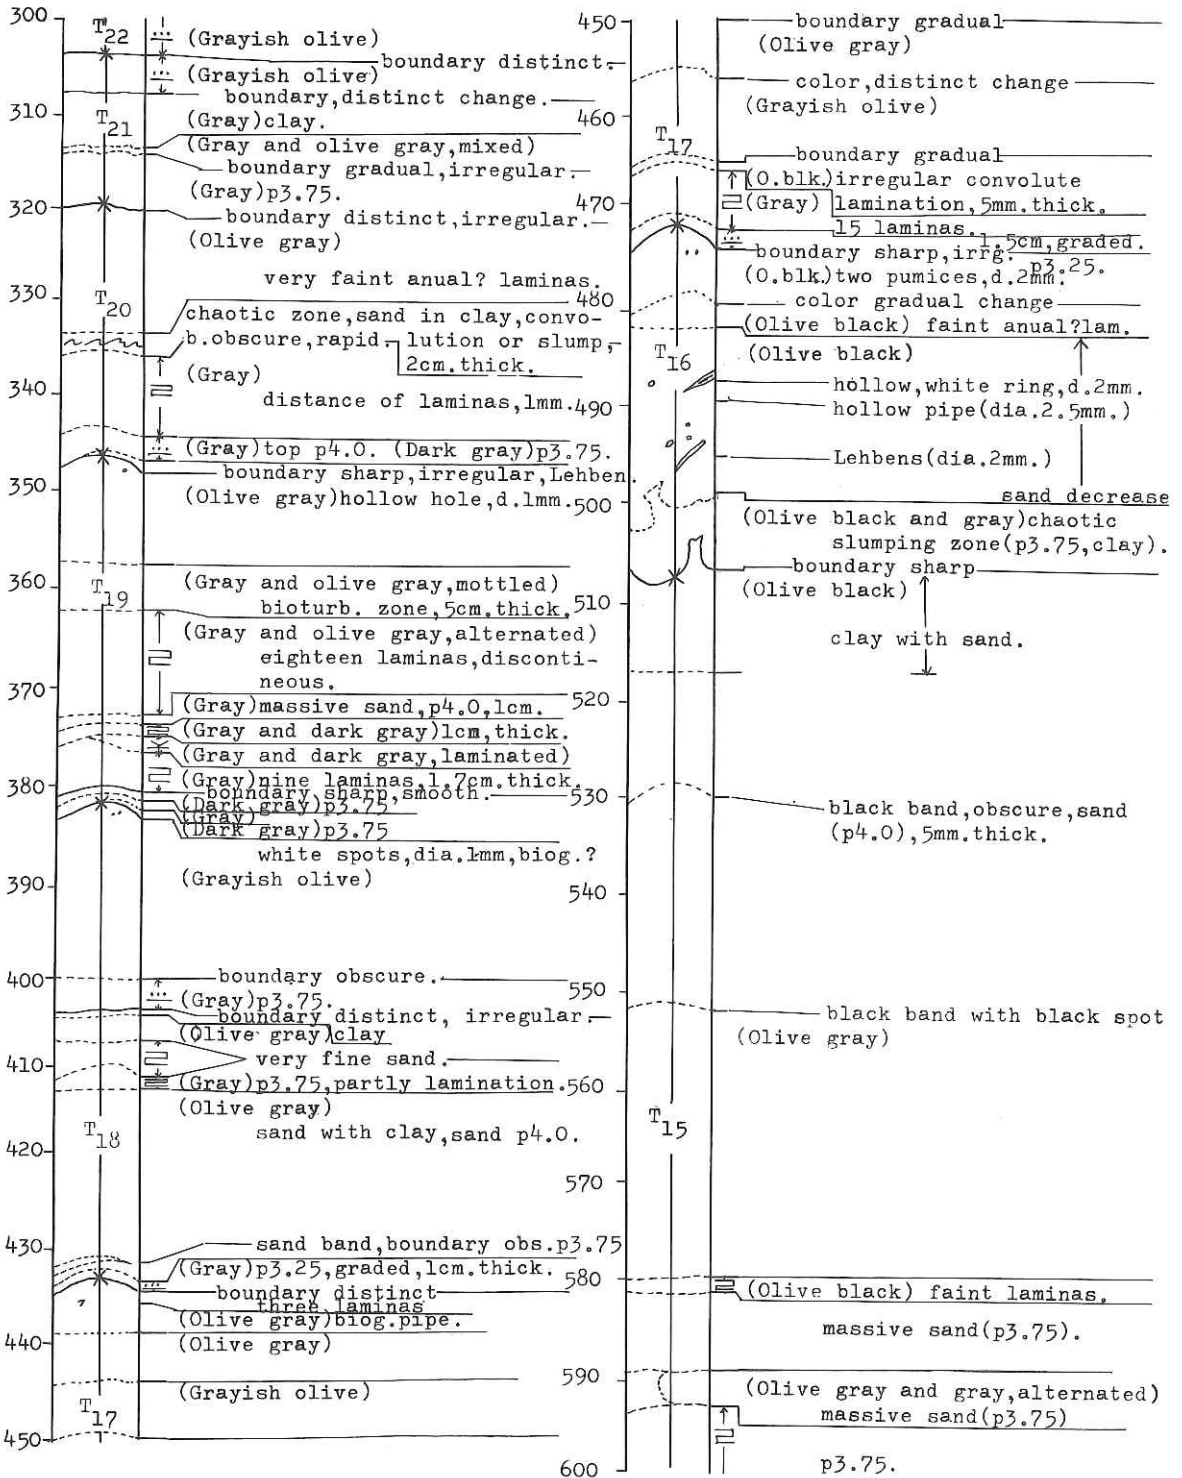 300
T22
(Grayish olive)
boundary distinct.
(Grayish olive)
boundary,distinct change.
310
T21
(Gray)clay.
(Gray and olive gray,mixed)
boundary gradual,irregular.
(Gray)p3.75.
320
boundary distinct,irregular.
(Olive gray)
very faint anual? laminas.
330
T20
chaotic zone,sand in clay,convo-
b.obscure,rapid. lution or slump,
2cm.thick.
(Gray)
340
distance of laminas,1mm.
(Gray)top p4.0. (Dark gray)p3.75.
boundary sharp,irregular,Lehben.
350
(Olive gray)hollow hole,d.1mm.
360
T19
(Gray and olive gray,mottled)
bioturb. zone,5cm.thick.
(Gray and olive gray,alternated)
eighteen laminas,disconti-
neous.
370
(Gray)massive sand,p4.0,1cm.
(Gray and dark gray)1cm,thick.
(Gray and dark gray,laminated)
(Gray)nine laminas,1.7cm.thick.
380
boundary sharp,smooth.
(Dark gray)p3.75.
(Gray)
(Dark gray)p3.75
white spots,dia.1mm,biog.?
390
(Grayish olive)
400
boundary obscure.
(Gray)p3.75.
boundary distinct, irregular.
(Olive gray)clay
410
very fine sand.
(Gray)p3.75,partly lamination.
(Olive gray)
sand with clay,sand p4.0.
T18
420
430
sand band,boundary obs.p3.75
(Gray)p3.25,graded,1cm.thick.
boundary distinct
three laminas
(Olive gray)biog.pipe.
440
(Olive gray)
(Grayish olive)
T17
450
450
boundary gradual
(Olive gray)
color,distinct change
(Grayish olive)
460
T17
boundary gradual
(O.blk.)irregular convolute
470
(Gray) lamination,5mm.thick.
15 laminas.
1.5cm,graded.
boundary sharp,irrg. p3.25.
(O.blk.)two pumices,d.2mm.
480
color gradual change
(Olive black) faint anual?lam.
T16
(Olive black)
hollow,white ring,d.2mm.
490
hollow pipe(dia.2.5mm.)
Lehbens(dia.2mm.)
500
sand decrease
(Olive black and gray)chaotic
slumping zone(p3.75,clay).
boundary sharp
(Olive black)
510
clay with sand.
520
530
black band,obscure,sand
(p4.0),5mm.thick.
540
550
black band with black spot
(Olive gray)
560
T15
570
580
(Olive black) faint laminas.
massive sand(p3.75).
590
(Olive gray and gray,alternated)
massive sand(p3.75)
600
p3.75.